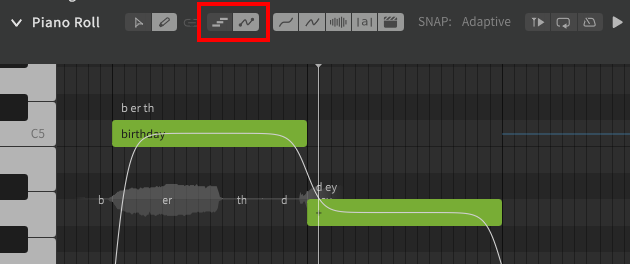 Piano Roll
SNAP: Adaptive
b er th
C5 birthday
d ey
b er th d